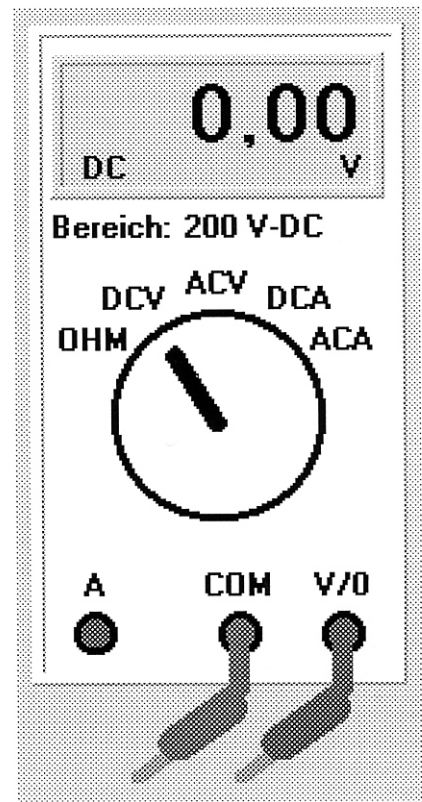 0,00
DC V
Bereich: 200 V-DC
OHM DCV ACV DCA ACA
A COM V/0